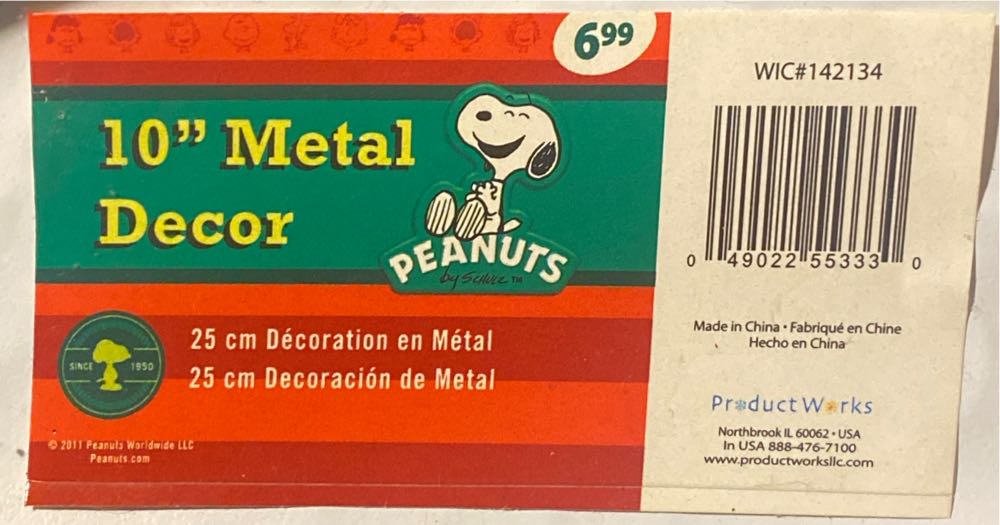 6.99
10” Metal
Decor
PEANUTS
by SCHULZ TM
25 cm Décoration en Métal
25 cm Decoración de Metal
SINCE 1950
© 2011 Peanuts Worldwide LLC
Peanuts.com
WIC#142134
0 49022 55333 0
Made in China • Fabriqué en Chine
Hecho en China
ProductWorks
Northbrook IL 60062 • USA
In USA 888-476-7100
www.productworksllc.com